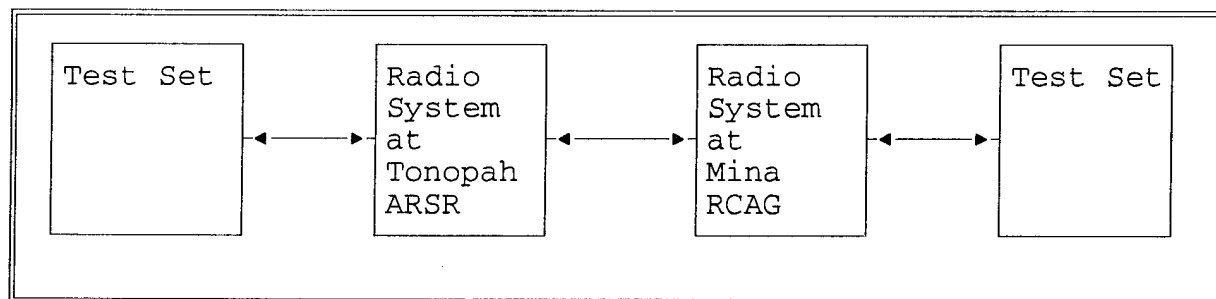 Test Set
Radio
System
at
Tonopah
ARSR
Radio
System
at
Mina
RCAG
Test Set